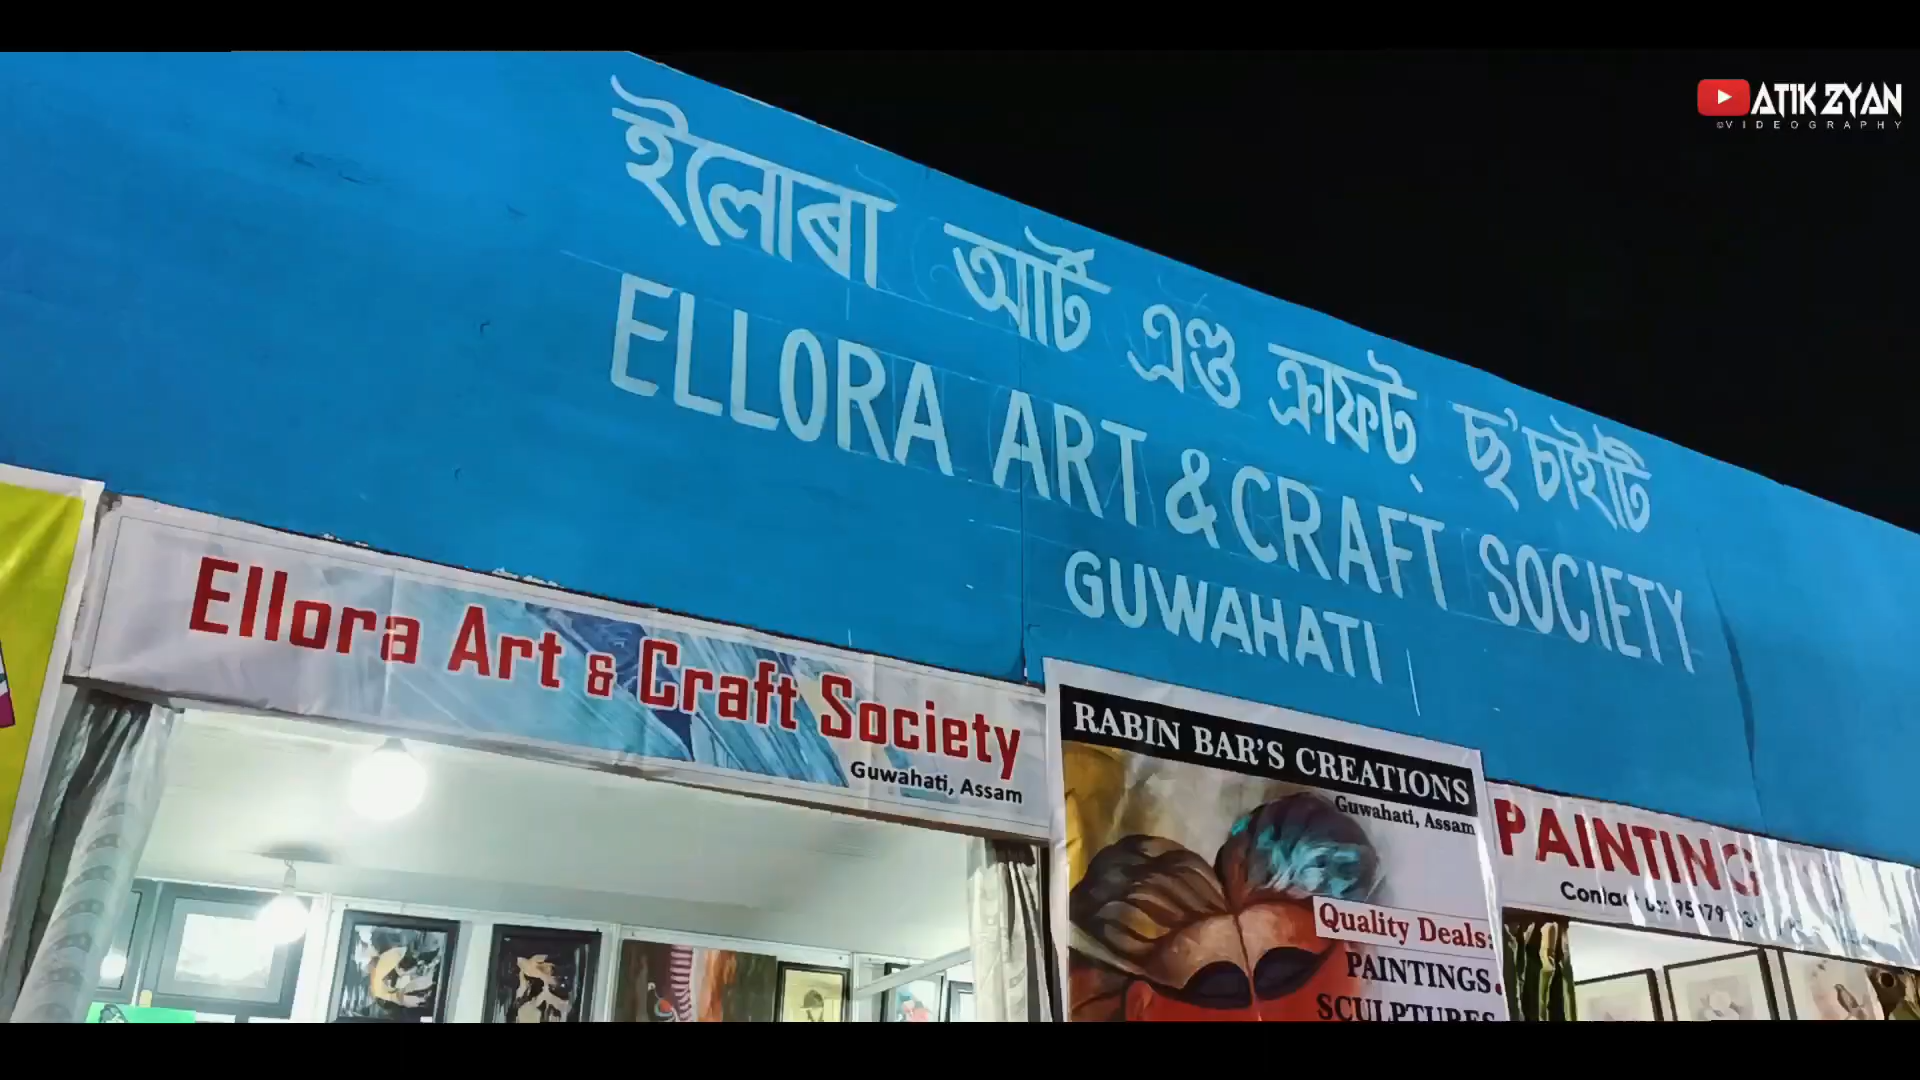 ATIK ZYAN
©VIDEOGRAPHY
ইলোৰা আৰ্ট এণ্ড ক্ৰাফট্ ছ'চাইটি
ELLORA ART & CRAFT SOCIETY
GUWAHATI
Ellora Art & Craft Society
Guwahati, Assam
RABIN BAR'S CREATIONS
Guwahati, Assam
Quality Deals:
PAINTINGS.
SCULPTURES
PAINTING